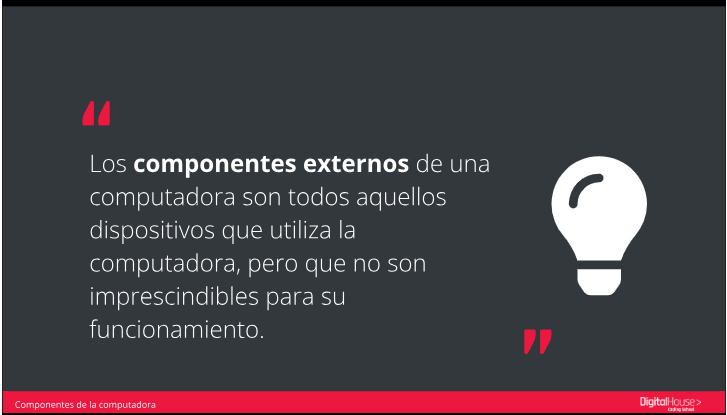 “
Los componentes externos de una
computadora son todos aquellos
dispositivos que utiliza la
computadora, pero que no son
imprescindibles para su
funcionamiento.
”
Componentes de la computadora
DigitalHouse>
Coding School